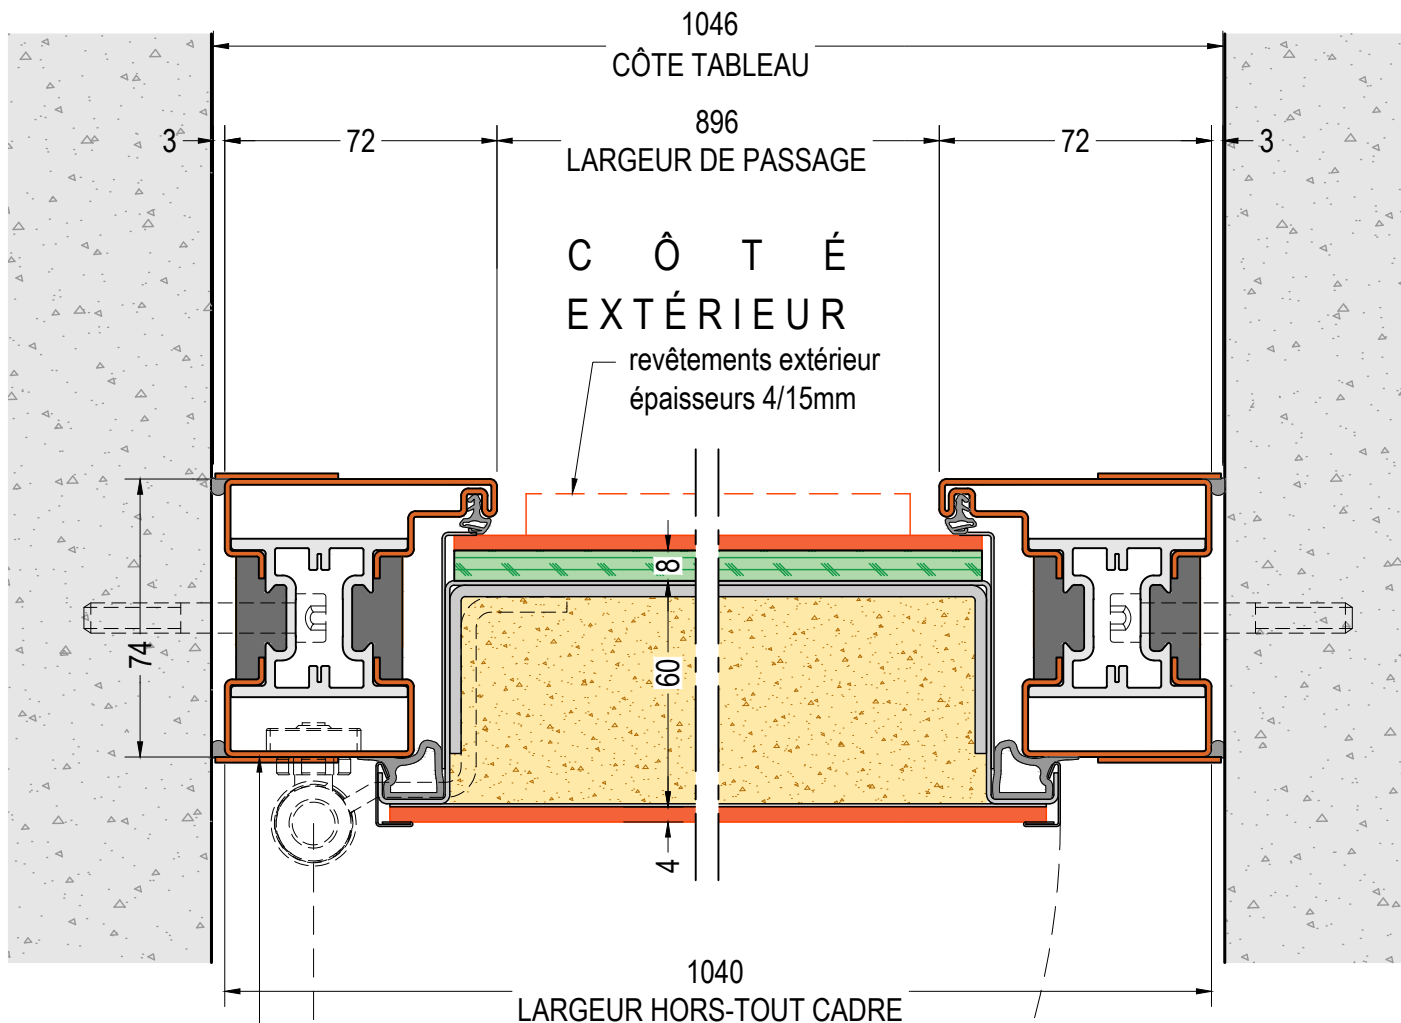 1046
CÔTE TABLEAU
3 72 896 72 3
LARGEUR DE PASSAGE
CÔTÉ
EXTÉRIEUR
revêtements extérieur
épaisseurs 4/15mm
8
74
60
4
1040
LARGEUR HORS-TOUT CADRE